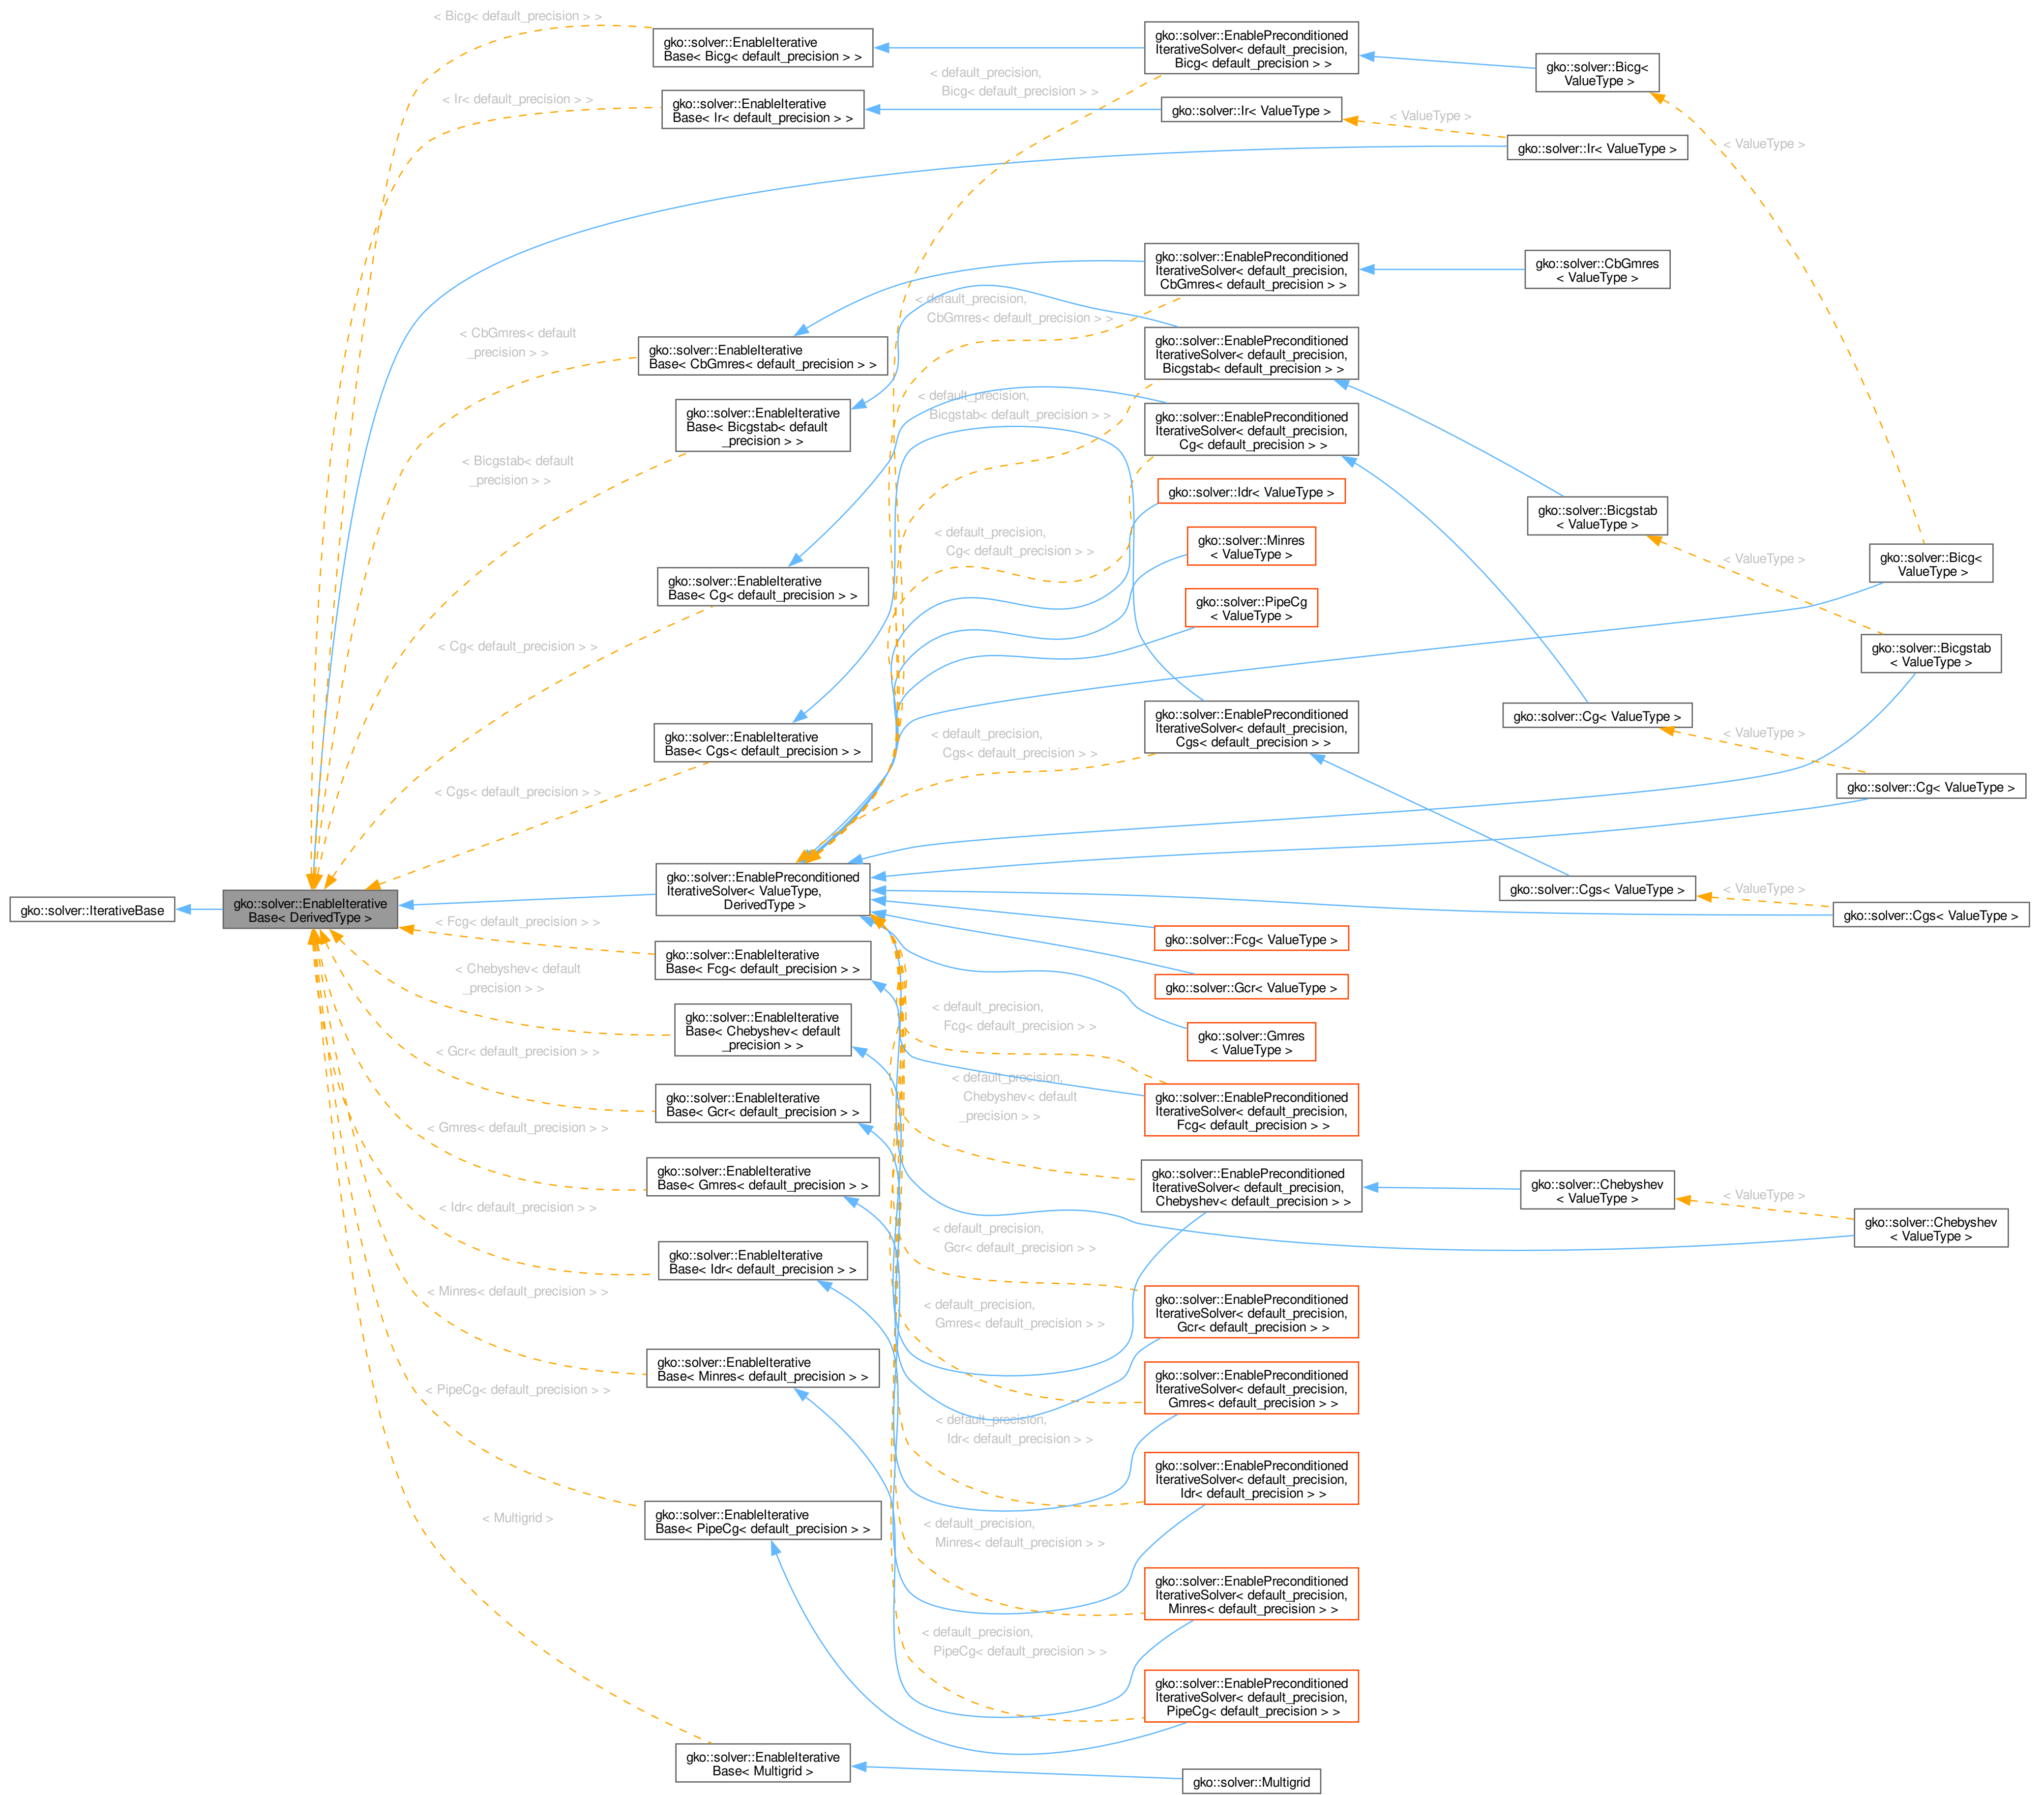 gko::solver::IterativeBase
gko::solver::EnableIterative
Base< DerivedType >
< Bicg< default_precision > >
< Ir< default_precision > >
< CbGmres< default
_precision > >
< Bicgstab< default
_precision > >
< Cg< default_precision > >
< Cgs< default_precision > >
< Fcg< default_precision > >
< Chebyshev< default
_precision > >
< Gcr< default_precision > >
< Gmres< default_precision > >
< Idr< default_precision > >
< Minres< default_precision > >
< PipeCg< default_precision > >
< Multigrid >
gko::solver::EnableIterative
Base< Bicg< default_precision > >
gko::solver::EnableIterative
Base< Ir< default_precision > >
gko::solver::EnableIterative
Base< CbGmres< default_precision > >
gko::solver::EnableIterative
Base< Bicgstab< default
_precision > >
gko::solver::EnableIterative
Base< Cg< default_precision > >
gko::solver::EnableIterative
Base< Cgs< default_precision > >
gko::solver::EnablePreconditioned
IterativeSolver< ValueType,
DerivedType >
gko::solver::EnableIterative
Base< Fcg< default_precision > >
gko::solver::EnableIterative
Base< Chebyshev< default
_precision > >
gko::solver::EnableIterative
Base< Gcr< default_precision > >
gko::solver::EnableIterative
Base< Gmres< default_precision > >
gko::solver::EnableIterative
Base< Idr< default_precision > >
gko::solver::EnableIterative
Base< Minres< default_precision > >
gko::solver::EnableIterative
Base< PipeCg< default_precision > >
gko::solver::EnableIterative
Base< Multigrid >
< default_precision,
Bicg< default_precision > >
< default_precision,
CbGmres< default_precision > >
< default_precision,
Bicgstab< default_precision > >
< default_precision,
Cg< default_precision > >
< default_precision,
Cgs< default_precision > >
< default_precision,
Fcg< default_precision > >
< default_precision,
Chebyshev< default
_precision > >
< default_precision,
Gcr< default_precision > >
< default_precision,
Gmres< default_precision > >
< default_precision,
Idr< default_precision > >
< default_precision,
Minres< default_precision > >
< default_precision,
PipeCg< default_precision > >
gko::solver::EnablePreconditioned
IterativeSolver< default_precision,
Bicg< default_precision > >
gko::solver::Ir< ValueType >
gko::solver::EnablePreconditioned
IterativeSolver< default_precision,
CbGmres< default_precision > >
gko::solver::EnablePreconditioned
IterativeSolver< default_precision,
Bicgstab< default_precision > >
gko::solver::EnablePreconditioned
IterativeSolver< default_precision,
Cg< default_precision > >
gko::solver::Idr< ValueType >
gko::solver::Minres
< ValueType >
gko::solver::PipeCg
< ValueType >
gko::solver::EnablePreconditioned
IterativeSolver< default_precision,
Cgs< default_precision > >
gko::solver::Fcg< ValueType >
gko::solver::Gcr< ValueType >
gko::solver::Gmres
< ValueType >
gko::solver::EnablePreconditioned
IterativeSolver< default_precision,
Fcg< default_precision > >
gko::solver::EnablePreconditioned
IterativeSolver< default_precision,
Chebyshev< default_precision > >
gko::solver::EnablePreconditioned
IterativeSolver< default_precision,
Gcr< default_precision > >
gko::solver::EnablePreconditioned
IterativeSolver< default_precision,
Gmres< default_precision > >
gko::solver::EnablePreconditioned
IterativeSolver< default_precision,
Idr< default_precision > >
gko::solver::EnablePreconditioned
IterativeSolver< default_precision,
Minres< default_precision > >
gko::solver::EnablePreconditioned
IterativeSolver< default_precision,
PipeCg< default_precision > >
gko::solver::Multigrid
< ValueType >
gko::solver::Bicg<
ValueType >
gko::solver::Ir< ValueType >
gko::solver::CbGmres
< ValueType >
gko::solver::Bicgstab
< ValueType >
gko::solver::Cg< ValueType >
gko::solver::Cgs< ValueType >
gko::solver::Chebyshev
< ValueType >
< ValueType >
< ValueType >
< ValueType >
< ValueType >
< ValueType >
gko::solver::Bicg<
ValueType >
gko::solver::Bicgstab
< ValueType >
gko::solver::Cg< ValueType >
gko::solver::Cgs< ValueType >
gko::solver::Chebyshev
< ValueType >